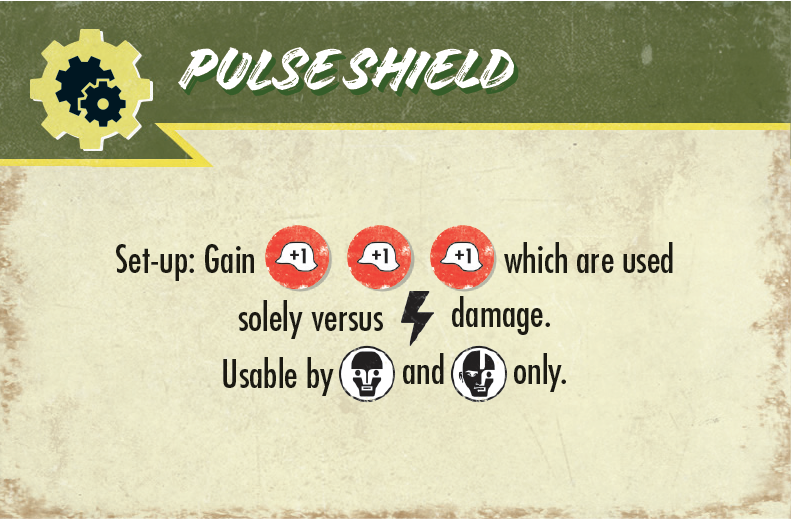 PULSE SHIELD
Set-up: Gain +1 +1 +1 which are used
solely versus damage.
Usable by and only.